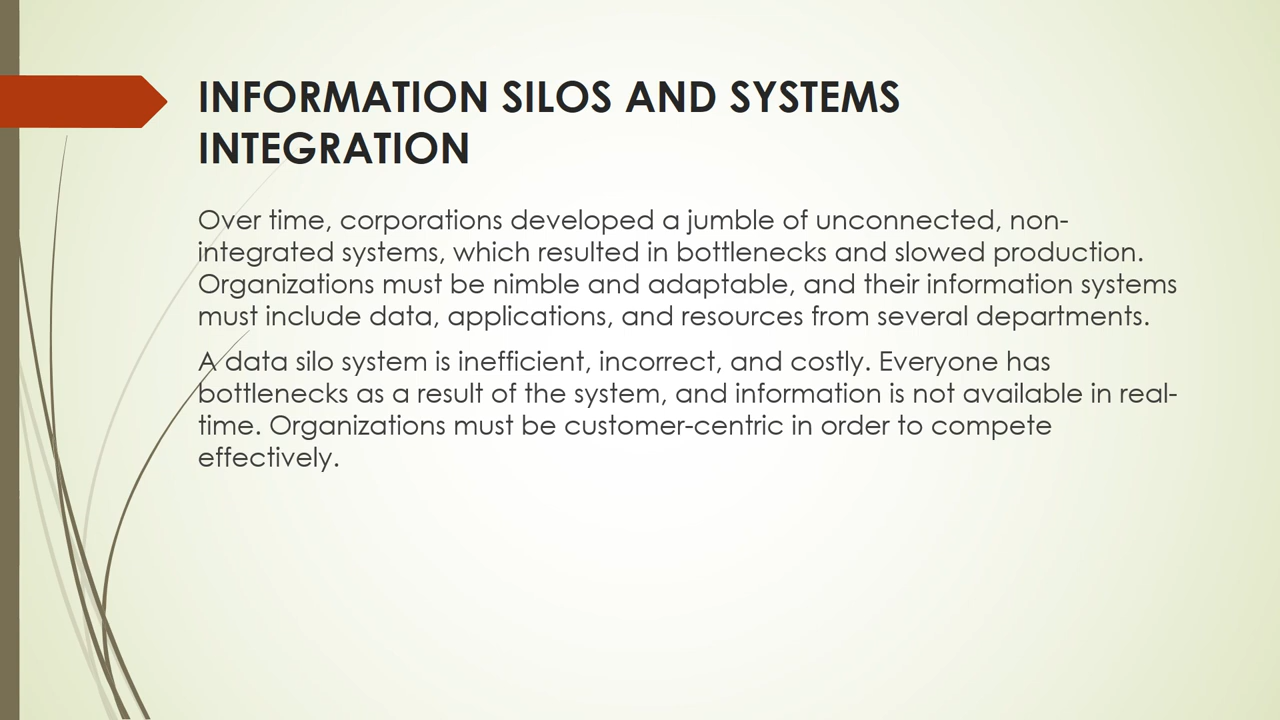 INFORMATION SILOS AND SYSTEMS
INTEGRATION
Over time, corporations developed a jumble of unconnected, non-
integrated systems, which resulted in bottlenecks and slowed production.
Organizations must be nimble and adaptable, and their information systems
must include data, applications, and resources from several departments.
A data silo system is inefficient, incorrect, and costly. Everyone has
bottlenecks as a result of the system, and information is not available in real-
time. Organizations must be customer-centric in order to compete
effectively.